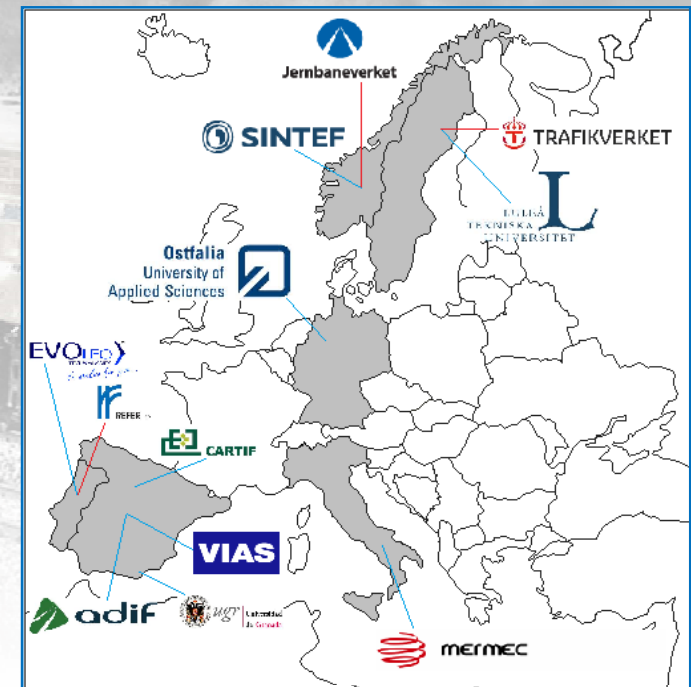 Jernbaneverket
SINTEF
TRAFIKVERKET
LULEÅ
TEKNISKA
UNIVERSITET
L
Ostfalia
University of
Applied Sciences
EVOLEO
REFER
CARTIF
VIAS
adif
ugr
Universidad
de Granada
mermec